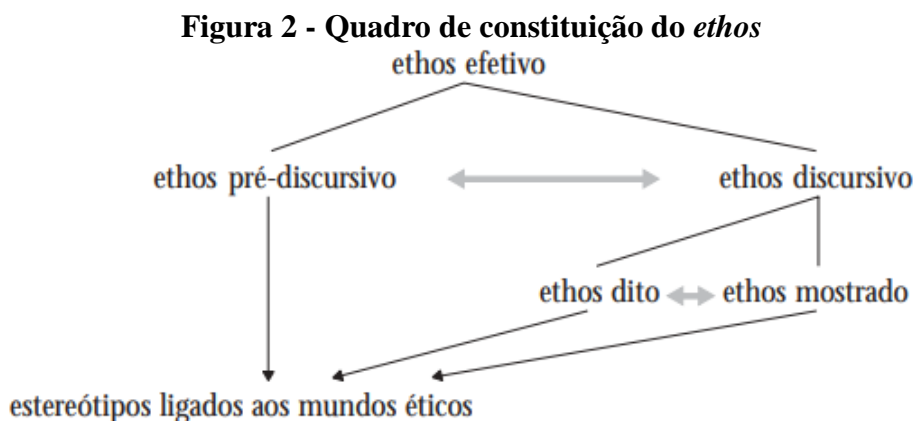 Figura 2 - Quadro de constituição do ethos
ethos efetivo
ethos pré-discursivo
ethos discursivo
ethos dito
ethos mostrado
estereótipos ligados aos mundos éticos